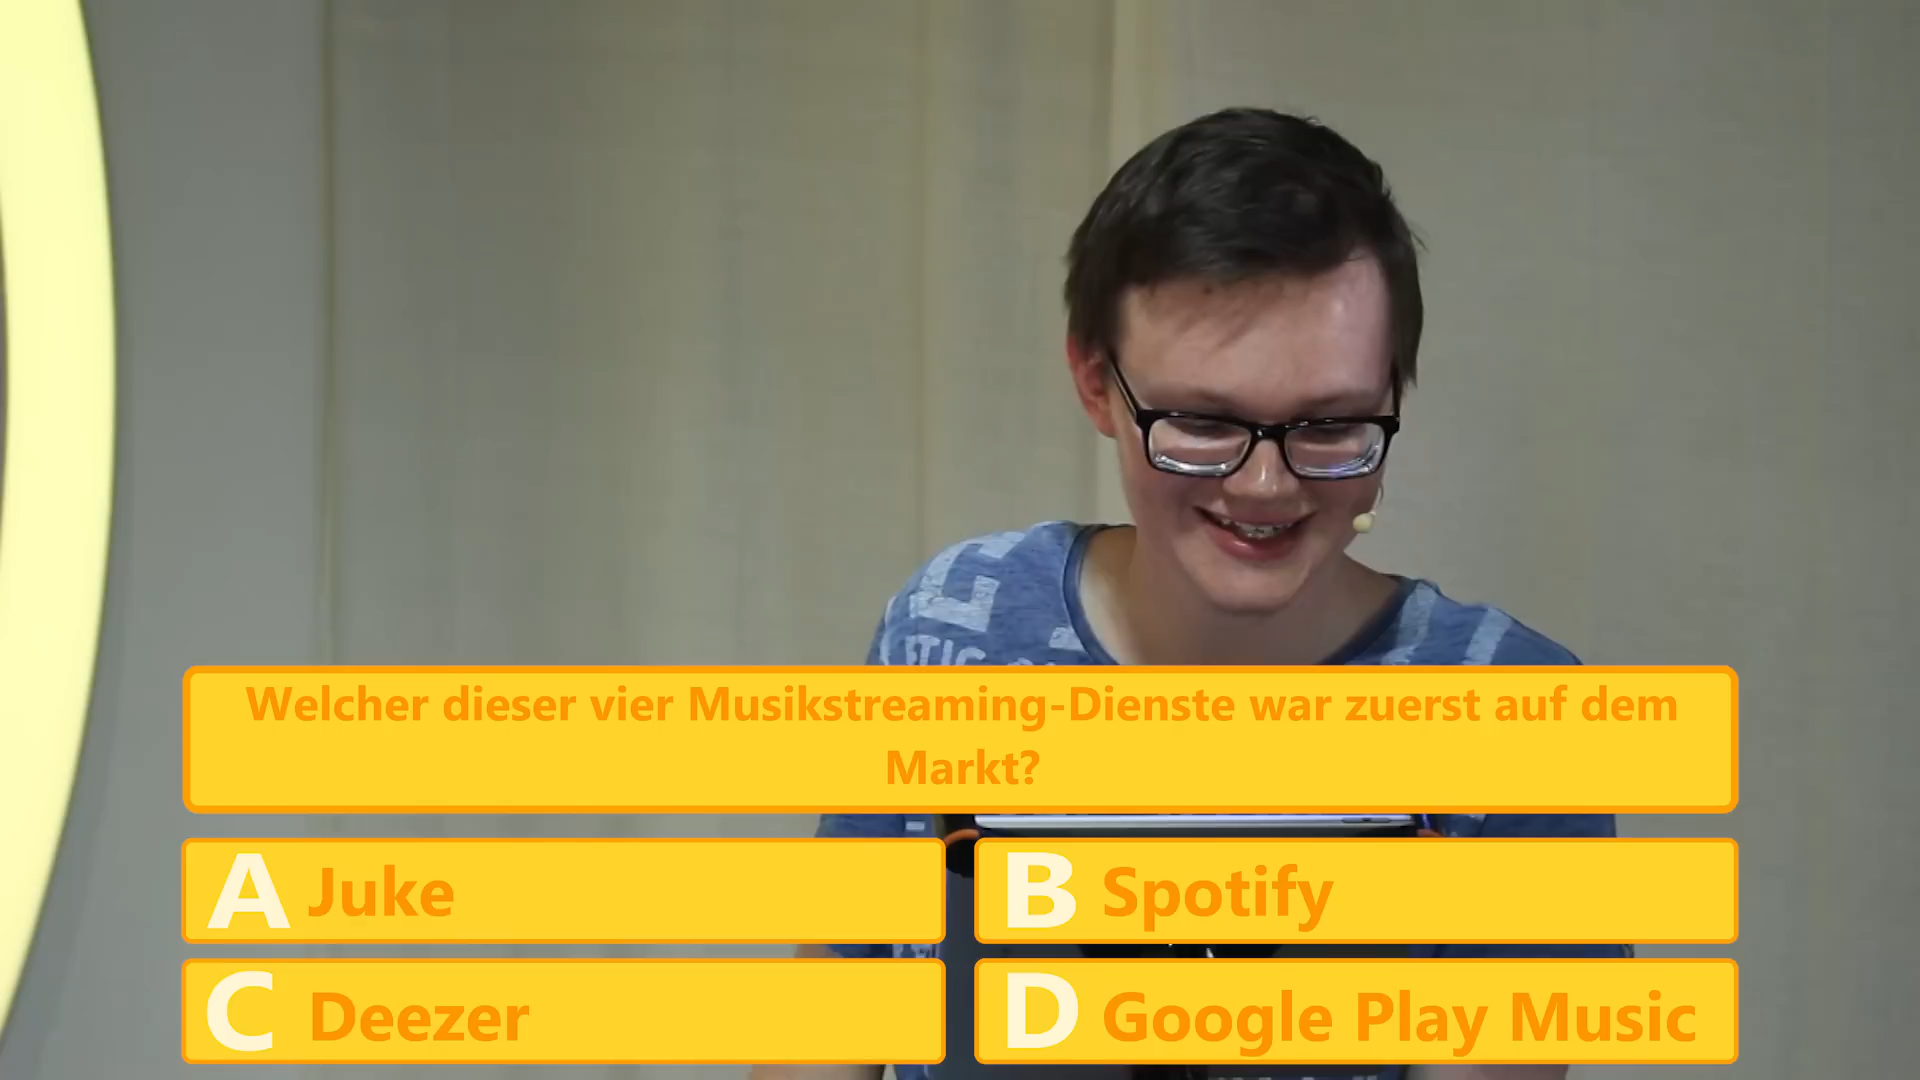 Welcher dieser vier Musikstreaming-Dienste war zuerst auf dem
Markt?
A Juke
B Spotify
C Deezer
D Google Play Music